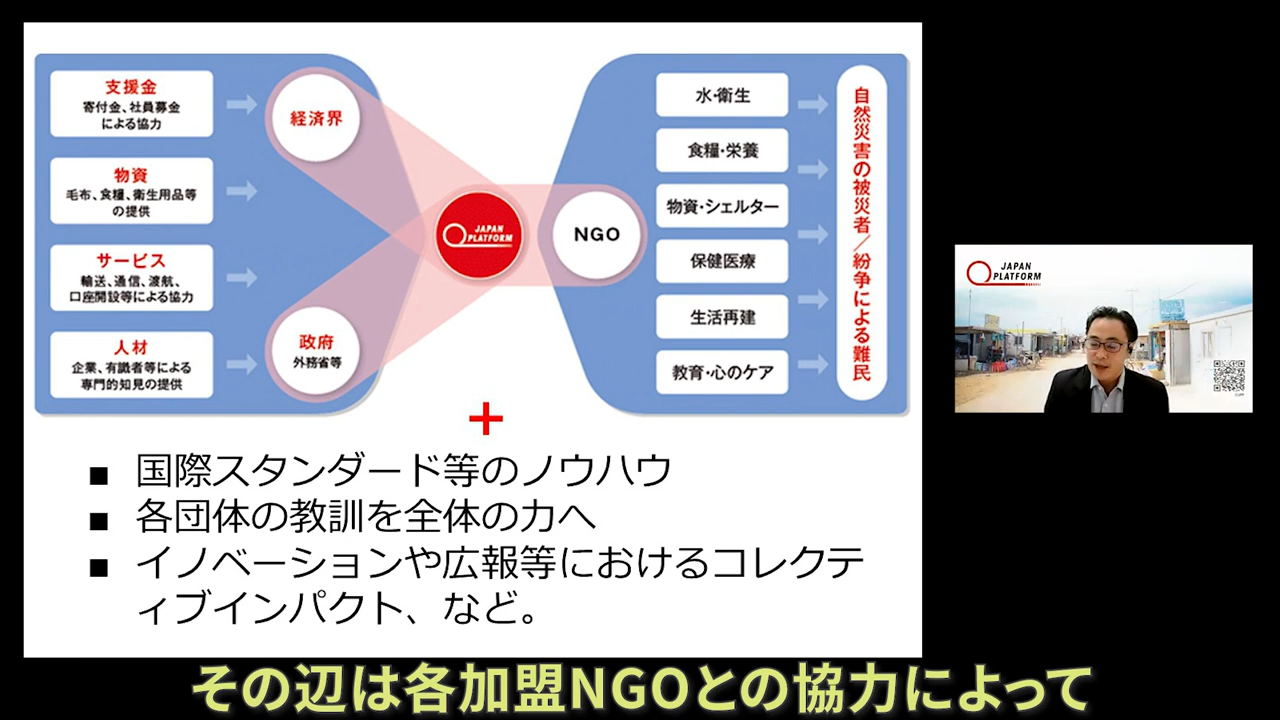 支援金
寄付金、社員募金
による協力
物資
毛布、食糧、衛生用品等
の提供
サービス
輸送、通信、渡航、
口座開設等による協力
人材
企業、有識者等による
専門的知見の提供
経済界
政府
外務省等
JAPAN
PLATFORM
NGO
水・衛生
食糧・栄養
物資・シェルター
保健医療
生活再建
教育・心のケア
自然災害の被災者／紛争による難民
+
■ 国際スタンダード等のノウハウ
■ 各団体の教訓を全体の力へ
■ イノベーションや広報等におけるコレクテ
ィブインパクト、など。
JAPAN
PLATFORM
その辺は各加盟NGOとの協力によって